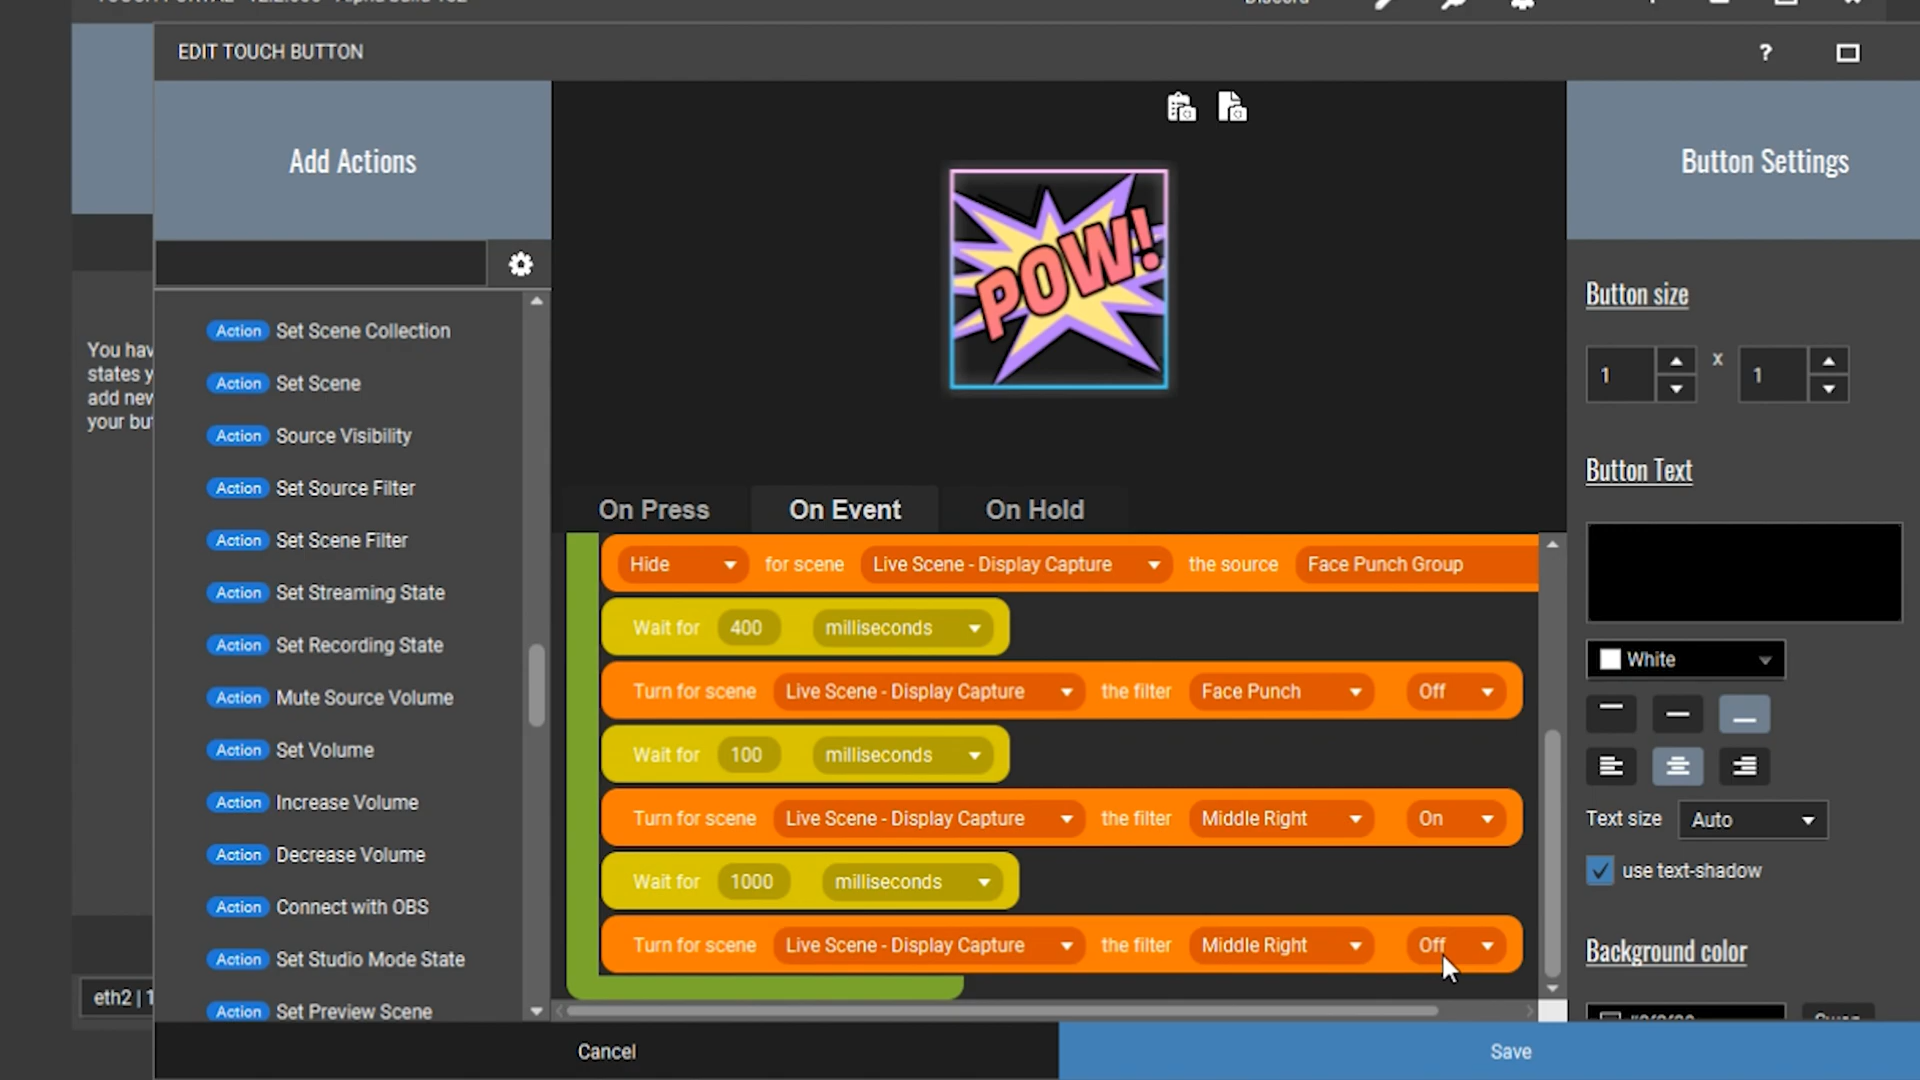 EDIT TOUCH BUTTON
?
Add Actions
Button Settings
POW!
You hav
states y
add new
your bu
Action Set Scene Collection
Action Set Scene
Action Source Visibility
Action Set Source Filter
Action Set Scene Filter
Action Set Streaming State
Action Set Recording State
Action Mute Source Volume
Action Set Volume
Action Increase Volume
Action Decrease Volume
Action Connect with OBS
Action Set Studio Mode State
Action Set Preview Scene
On Press On Event On Hold
Hide for scene Live Scene - Display Capture the source Face Punch Group
Wait for 400 milliseconds
Turn for scene Live Scene - Display Capture the filter Face Punch Off
Wait for 100 milliseconds
Turn for scene Live Scene - Display Capture the filter Middle Right On
Wait for 1000 milliseconds
Turn for scene Live Scene - Display Capture the filter Middle Right Off
Button size
1 x 1
Button Text
White
Text size Auto
use text-shadow
Background color
eth2 | 1
Cancel
Save